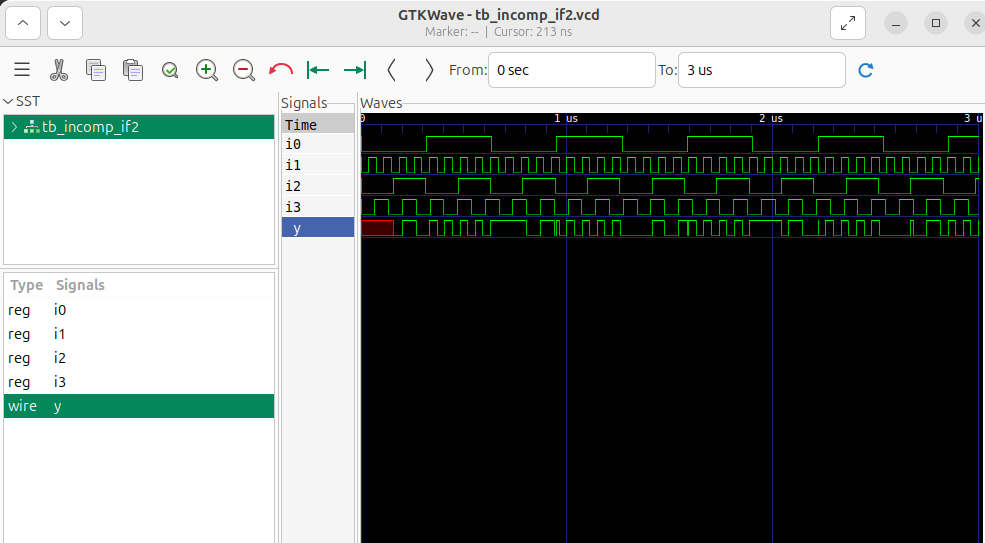 GTKWave - tb_incomp_if2.vcd
Marker: -- | Cursor: 213 ns
From: 0 sec To: 3 us
SST
tb_incomp_if2
Type Signals
reg i0
reg i1
reg i2
reg i3
wire y
Signals
Time
i0
i1
i2
i3
y
Waves
0 1 us 2 us 3 u